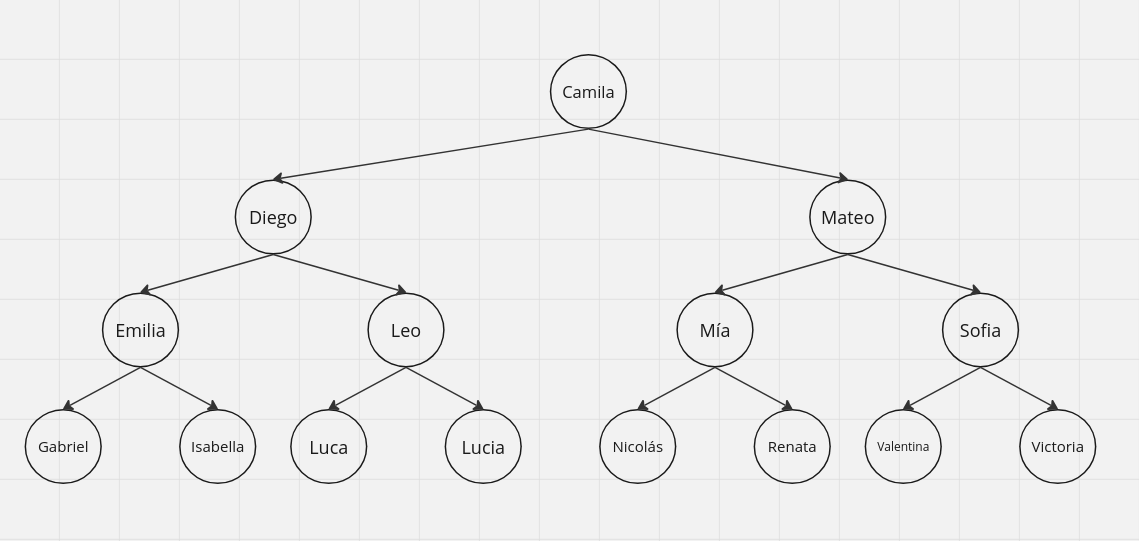 Camila
Diego
Mateo
Emilia
Leo
Mía
Sofia
Gabriel
Isabella
Luca
Lucia
Nicolás
Renata
Valentina
Victoria